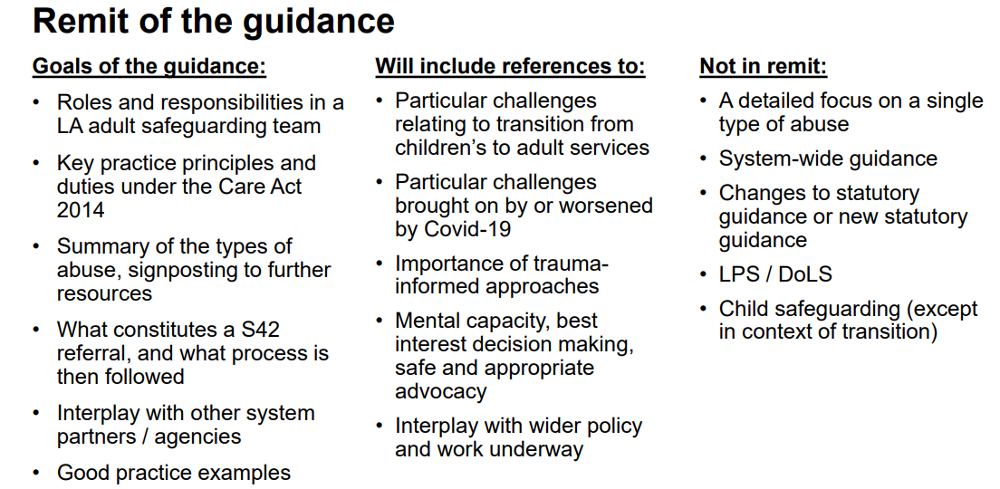 Remit of the guidance
Goals of the guidance:
• Roles and responsibilities in a
LA adult safeguarding team
• Key practice principles and
duties under the Care Act
2014
• Summary of the types of
abuse, signposting to further
resources
• What constitutes a S42
referral, and what process is
then followed
• Interplay with other system
partners / agencies
• Good practice examples
Will include references to:
• Particular challenges
relating to transition from
children’s to adult services
• Particular challenges
brought on by or worsened
by Covid-19
• Importance of trauma-
informed approaches
• Mental capacity, best
interest decision making,
safe and appropriate
advocacy
• Interplay with wider policy
and work underway
Not in remit:
• A detailed focus on a single
type of abuse
• System-wide guidance
• Changes to statutory
guidance or new statutory
guidance
• LPS / DoLS
• Child safeguarding (except
in context of transition)